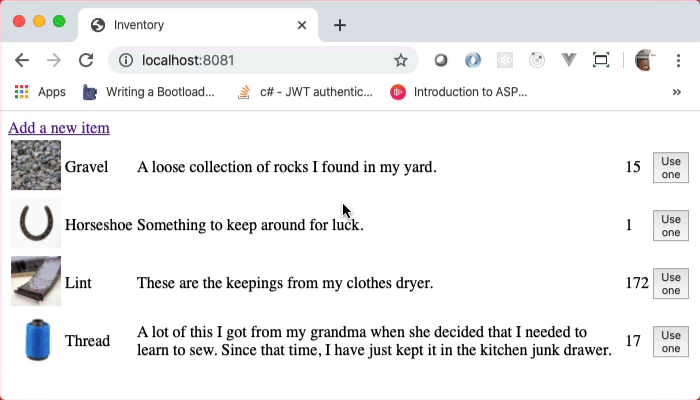 Inventory
localhost:8081
Apps
Writing a Bootload...
c# - JWT authentic...
Introduction to ASP...
»
Add a new item
Gravel A loose collection of rocks I found in my yard. 15 Use one
Horseshoe Something to keep around for luck. 1 Use one
Lint These are the keepings from my clothes dryer. 172 Use one
Thread A lot of this I got from my grandma when she decided that I needed to
learn to sew. Since that time, I have just kept it in the kitchen junk drawer. 17 Use one